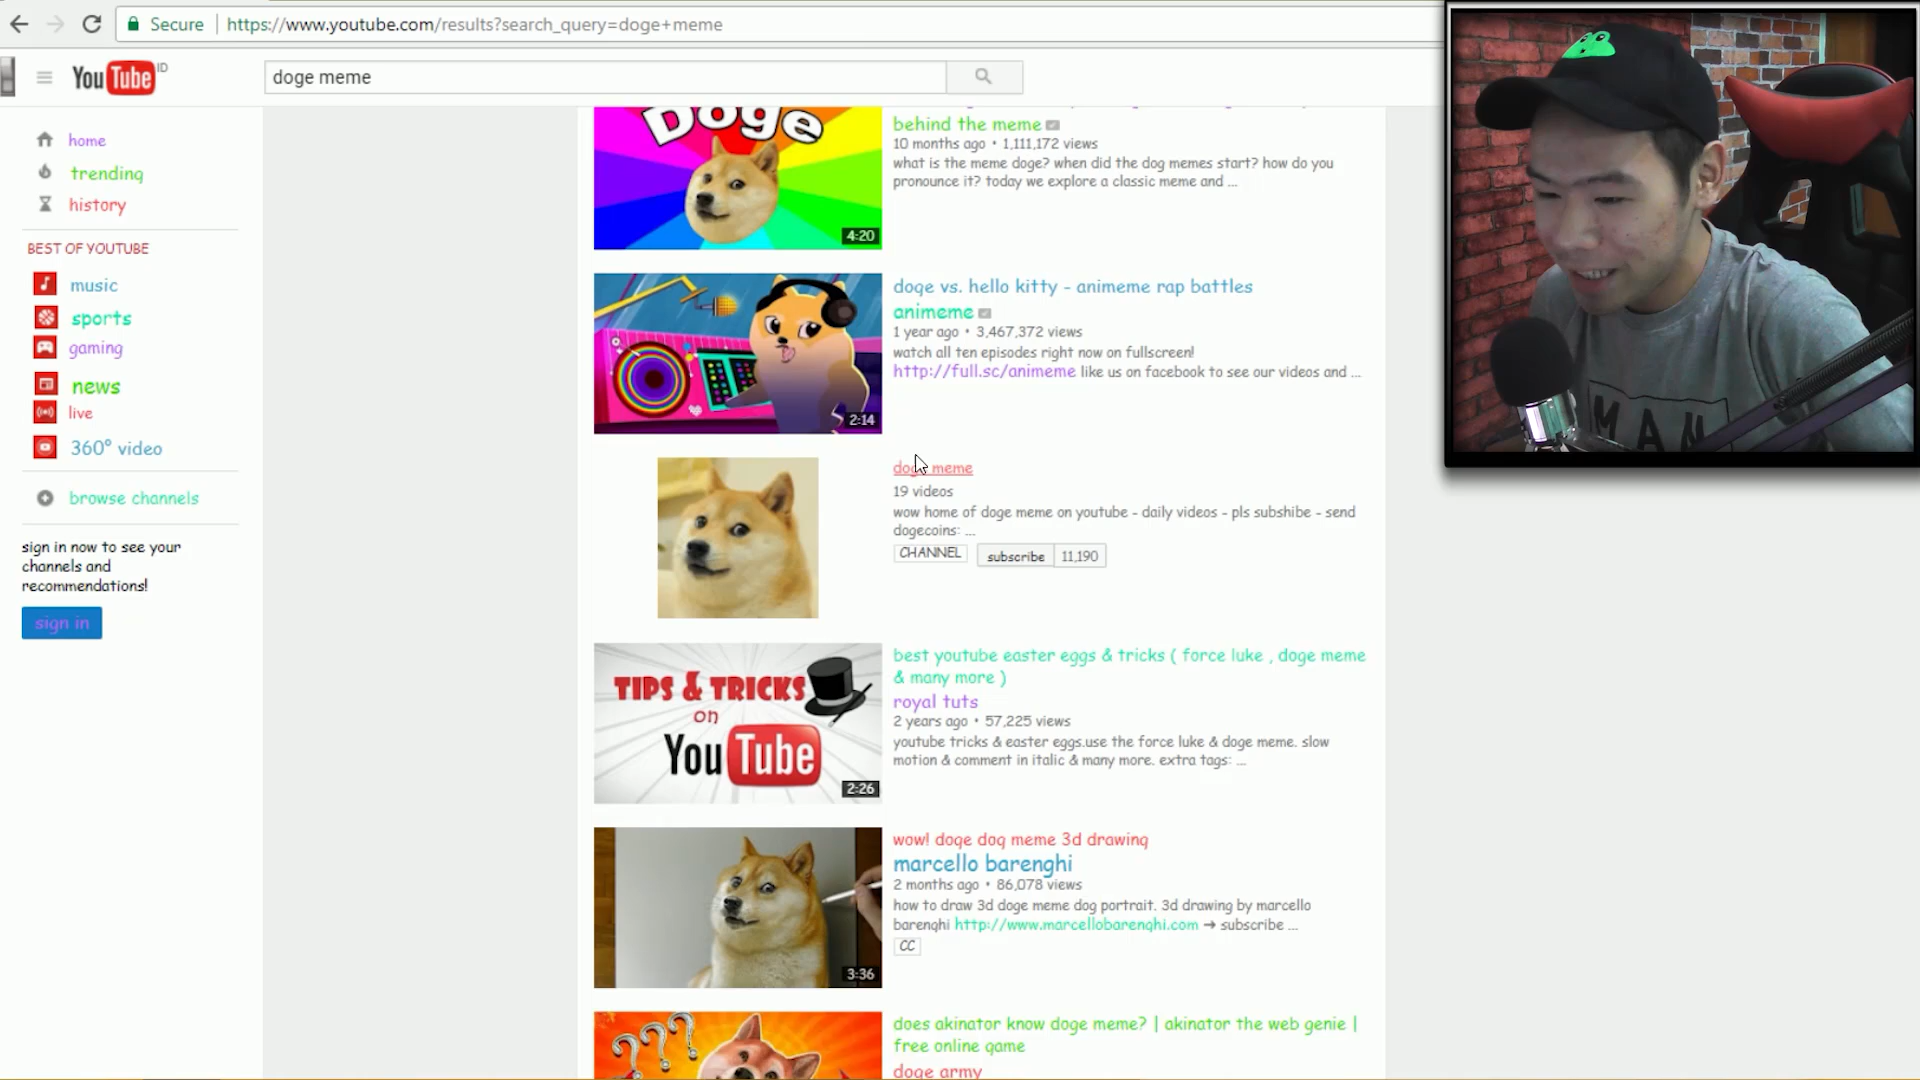 Secure https://www.youtube.com/results?search_query=doge+meme
YouTube ID
doge meme
home
trending
history
BEST OF YOUTUBE
music
sports
gaming
news
live
360° video
browse channels
sign in now to see your
channels and
recommendations!
sign in
Doge
4:20
behind the meme
10 months ago • 1,111,172 views
what is the meme doge? when did the dog memes start? how do you
pronounce it? today we explore a classic meme and ...
2:14
doge vs. hello kitty - animeme rap battles
animeme
1 year ago • 3,467,372 views
watch all ten episodes right now on fullscreen!
http://full.sc/animeme like us on facebook to see our videos and ...
doge meme
19 videos
wow home of doge meme on youtube - daily videos - pls subshibe - send
dogecoins: ...
CHANNEL subscribe 11,190
TIPS & TRICKS
on
YouTube
2:26
best youtube easter eggs & tricks ( force luke , doge meme
& many more )
royal tuts
2 years ago • 57,225 views
youtube tricks & easter eggs.use the force luke & doge meme. slow
motion & comment in italic & many more. extra tags: ...
3:36
wow! doge dog meme 3d drawing
marcello barenghi
2 months ago • 86,078 views
how to draw 3d doge meme dog portrait. 3d drawing by marcello
barenghi http://www.marcellobarenghi.com → subscribe ...
CC
???
does akinator know doge meme? | akinator the web genie |
free online game
doge army